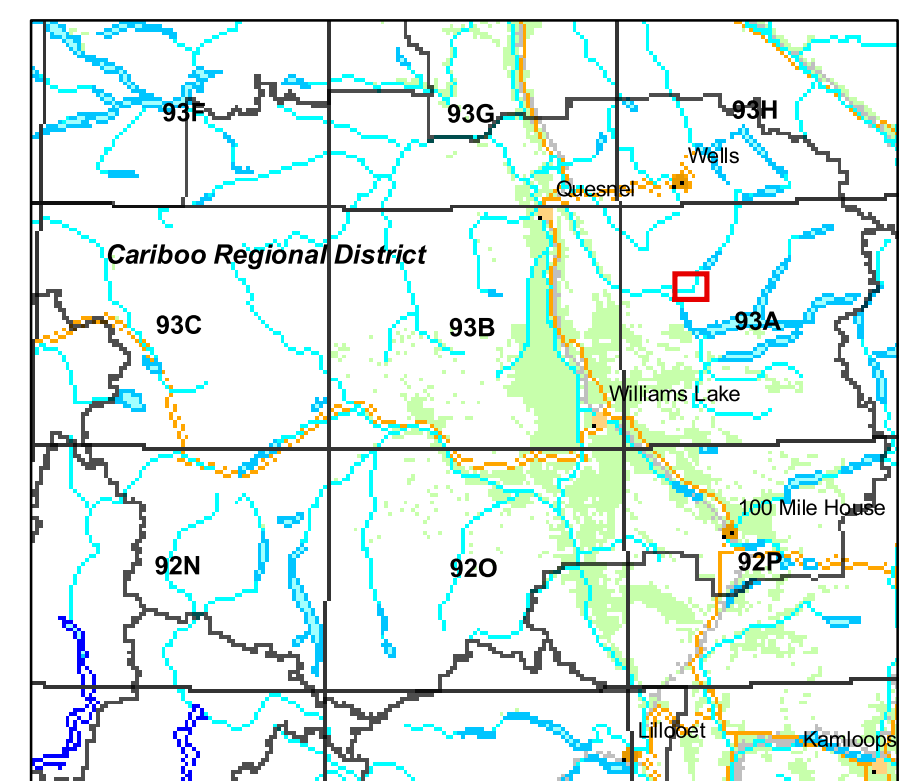 93F
93G
93H
Wells
Quesnel
Cariboo Regional District
93C
93B
93A
Williams Lake
100 Mile House
92N
92O
92P
Lillooet
Kamloops